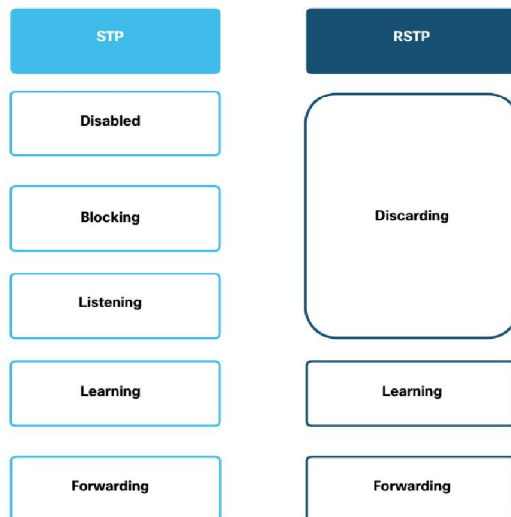 STP
RSTP
Disabled
Blocking
Discarding
Listening
Learning
Learning
Forwarding
Forwarding